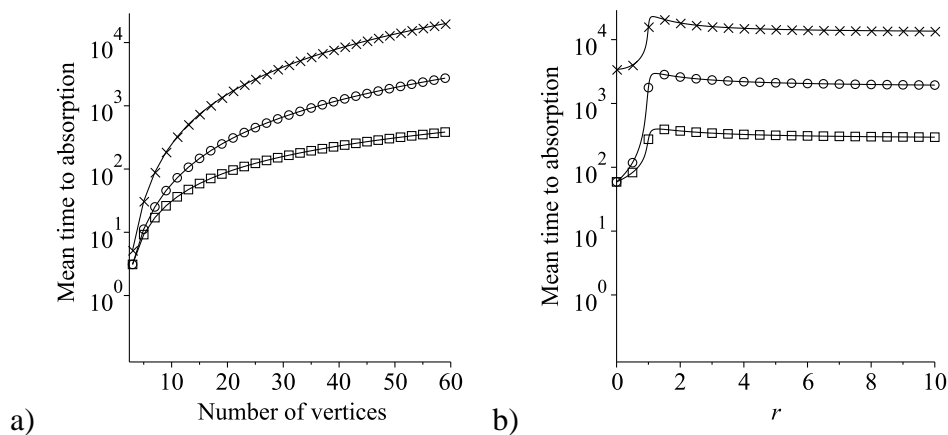 Mean time to absorption
10^4
10^3
10^2
10^1
10^0
10 20 30 40 50 60
Number of vertices
a)
Mean time to absorption
10^4
10^3
10^2
10^1
10^0
0 2 4 6 8 10
r
b)